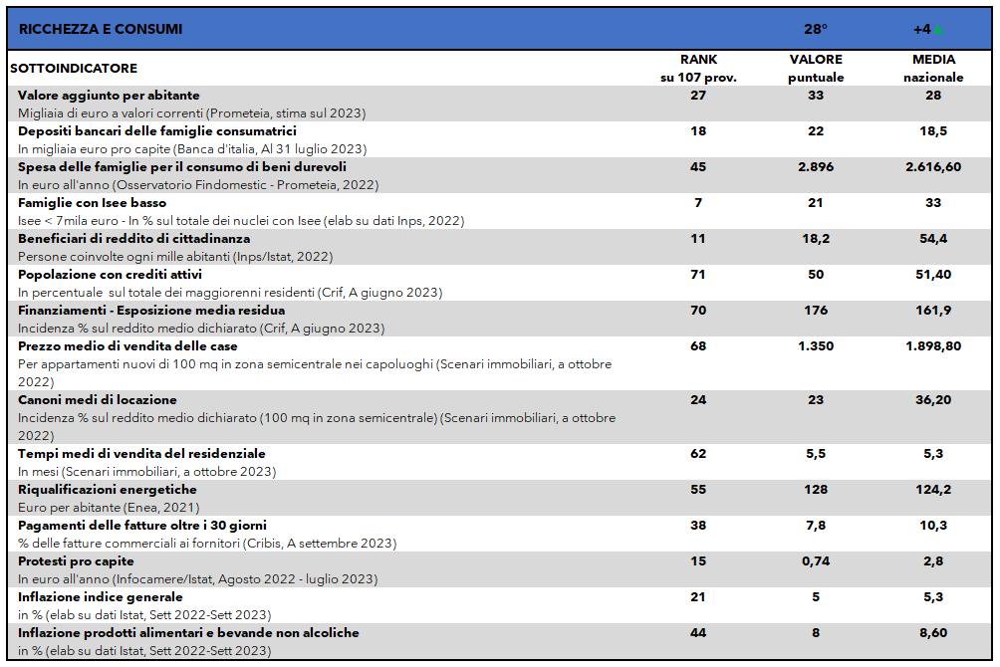 RICCHEZZA E CONSUMI 28° +4
SOTTOINDICATORE RANK su 107 prov. VALORE puntuale MEDIA nazionale
Valore aggiunto per abitante 27 33 28
Migliaia di euro a valori correnti (Prometeia, stima sul 2023)
Depositi bancari delle famiglie consumatrici 18 22 18,5
In migliaia euro pro capite (Banca d'italia, Al 31 luglio 2023)
Spesa delle famiglie per il consumo di beni durevoli 45 2.896 2.616,60
In euro all'anno (Osservatorio Findomestic - Prometeia, 2022)
Famiglie con Isee basso 7 21 33
Isee < 7mila euro - In % sul totale dei nuclei con Isee (elab su dati Inps, 2022)
Beneficiari di reddito di cittadinanza 11 18,2 54,4
Persone coinvolte ogni mille abitanti (Inps/Istat, 2022)
Popolazione con crediti attivi 71 50 51,40
In percentuale sul totale dei maggiorenni residenti (Crif, A giugno 2023)
Finanziamenti - Esposizione media residua 70 176 161,9
Incidenza % sul reddito medio dichiarato (Crif, A giugno 2023)
Prezzo medio di vendita delle case 68 1.350 1.898,80
Per appartamenti nuovi di 100 mq in zona semicentrale nei capoluoghi (Scenari immobiliari, a ottobre
2022)
Canoni medi di locazione 24 23 36,20
Incidenza % sul reddito medio dichiarato (100 mq in zona semicentrale) (Scenari immobiliari, a ottobre
2022)
Tempi medi di vendita del residenziale 62 5,5 5,3
In mesi (Scenari immobiliari, a ottobre 2023)
Riqualificazioni energetiche 55 128 124,2
Euro per abitante (Enea, 2021)
Pagamenti delle fatture oltre i 30 giorni 38 7,8 10,3
% delle fatture commerciali ai fornitori (Cribis, A settembre 2023)
Protesti pro capite 15 0,74 2,8
In euro all'anno (Infocamere/Istat, Agosto 2022 - luglio 2023)
Inflazione indice generale 21 5 5,3
in % (elab su dati Istat, Sett 2022-Sett 2023)
Inflazione prodotti alimentari e bevande non alcoliche 44 8 8,60
in % (elab su dati Istat, Sett 2022-Sett 2023)